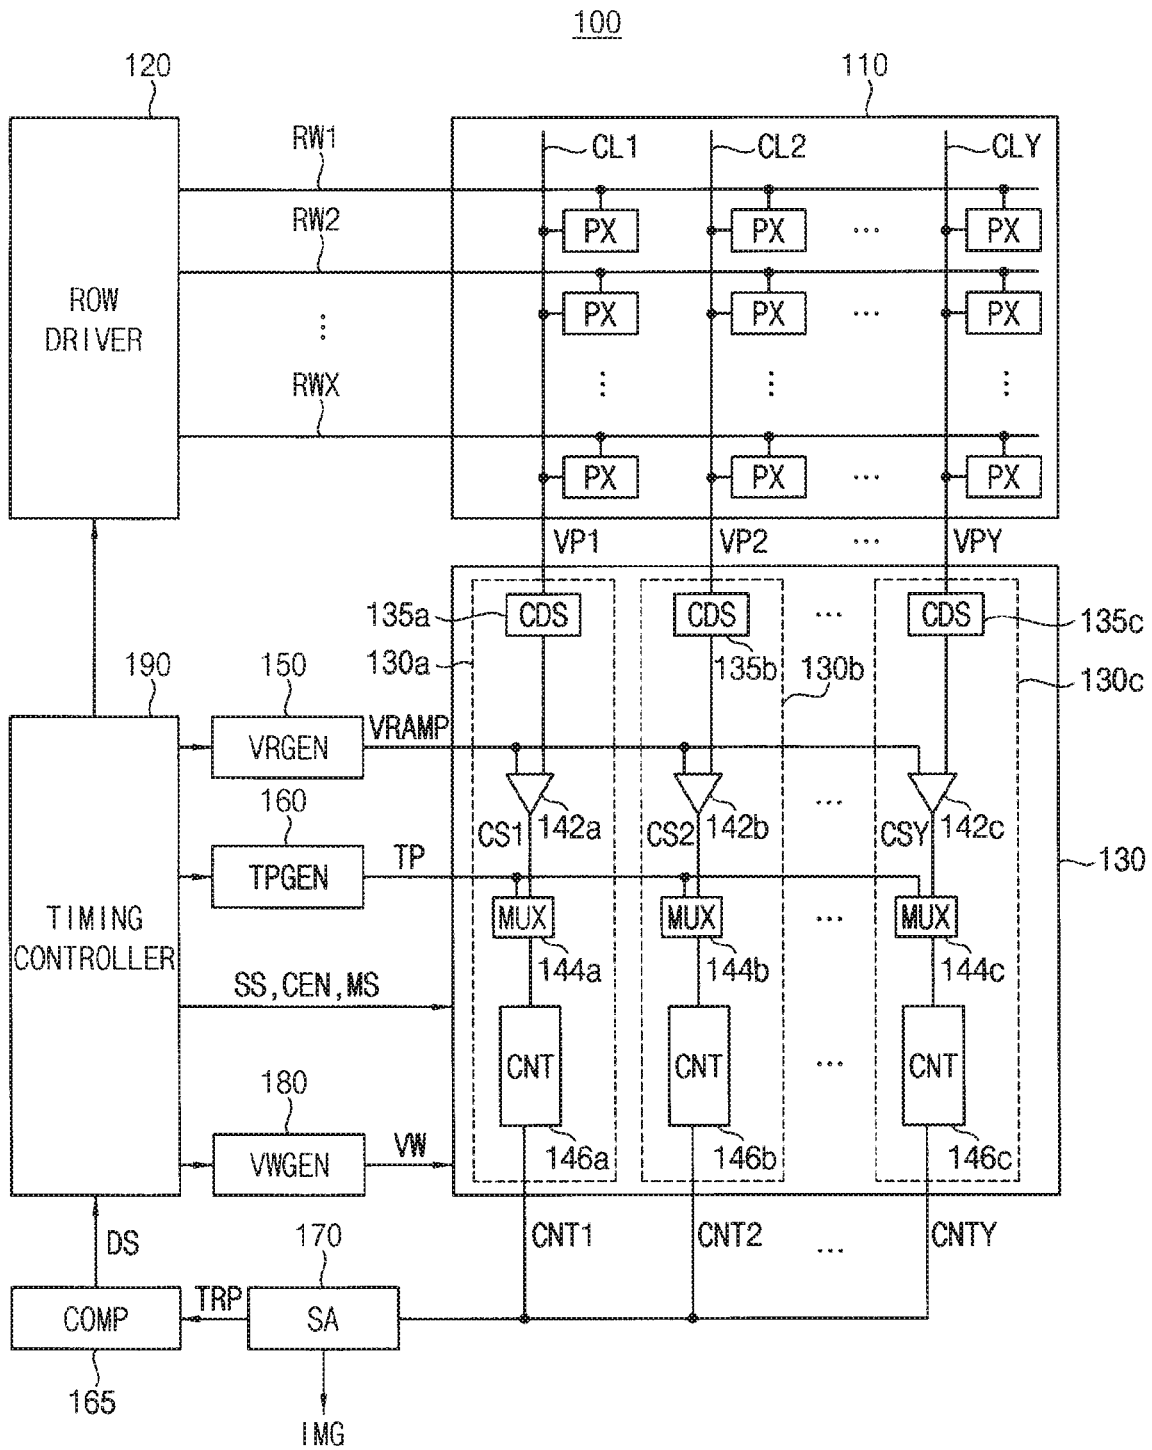 100
120
110
RW1
CL1
CL2
CLY
PX
PX
...
PX
RW2
ROW
DRIVER
PX
PX
...
PX
RWX
PX
PX
...
PX
VP1
VP2
...
VPY
135a
CDS
CDS
...
CDS
135c
190
150
130a
135b
130b
130c
VRGEN
VRAMP
160
CS1
142a
CS2
142b
...
CSY
142c
TPGEN
TP
130
TIMING
CONTROLLER
MUX
MUX
...
MUX
SS,CEN,MS
144a
144b
144c
CNT
CNT
...
CNT
180
VWGEN
VW
146a
146b
146c
DS
170
CNT1
CNT2
...
CNTY
COMP
TRP
SA
165
IMG